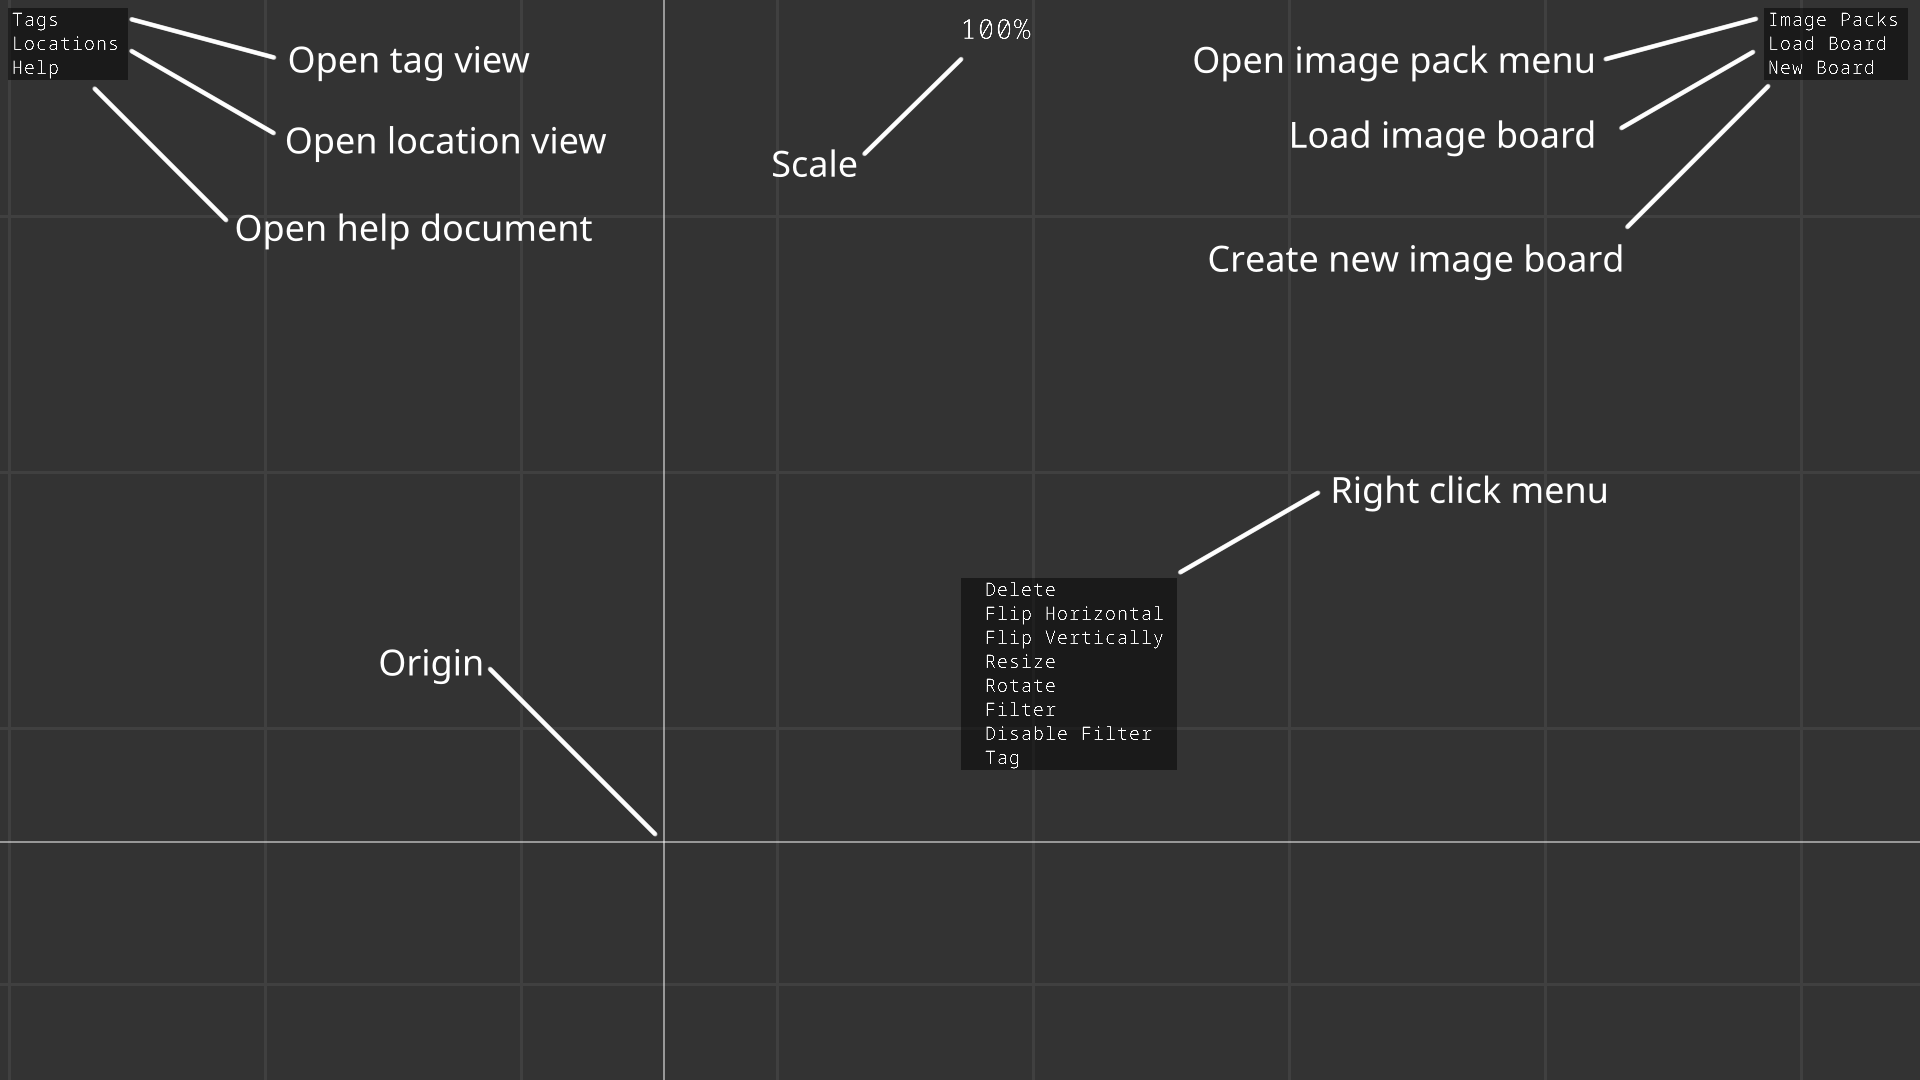 Tags
Locations
Help
Open tag view
Open location view
Open help document
100%
Scale
Image Packs
Load Board
New Board
Open image pack menu
Load image board
Create new image board
Right click menu
Delete
Flip Horizontal
Flip Vertically
Resize
Rotate
Filter
Disable Filter
Tag
Origin